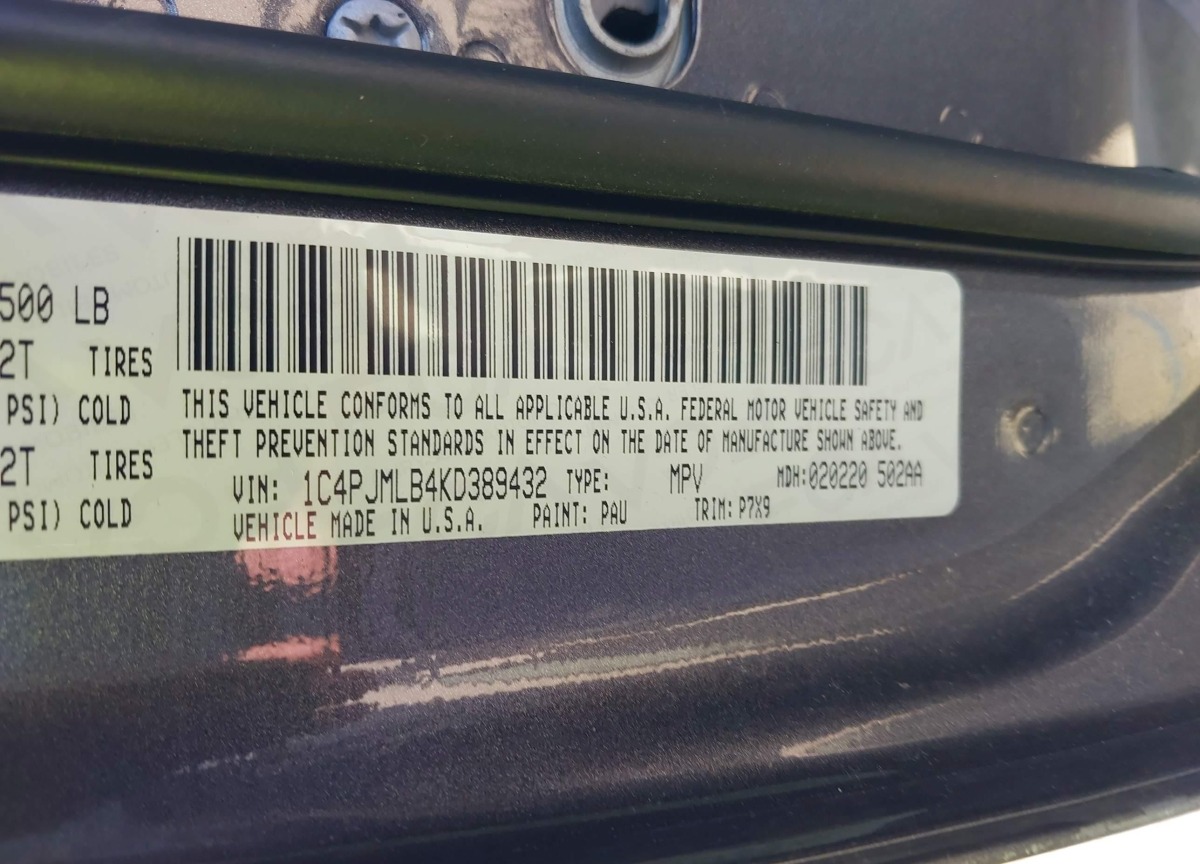 500 LB
2T TIRES
PSI) COLD
2T TIRES
PSI) COLD
THIS VEHICLE CONFORMS TO ALL APPLICABLE U.S.A. FEDERAL MOTOR VEHICLE SAFETY AND
THEFT PREVENTION STANDARDS IN EFFECT ON THE DATE OF MANUFACTURE SHOWN ABOVE.
VIN: 1C4PJMLB4KD389432 TYPE: MPV MDH:020220 502AA
VEHICLE MADE IN U.S.A. PAINT: PAU TRIM: P7X9